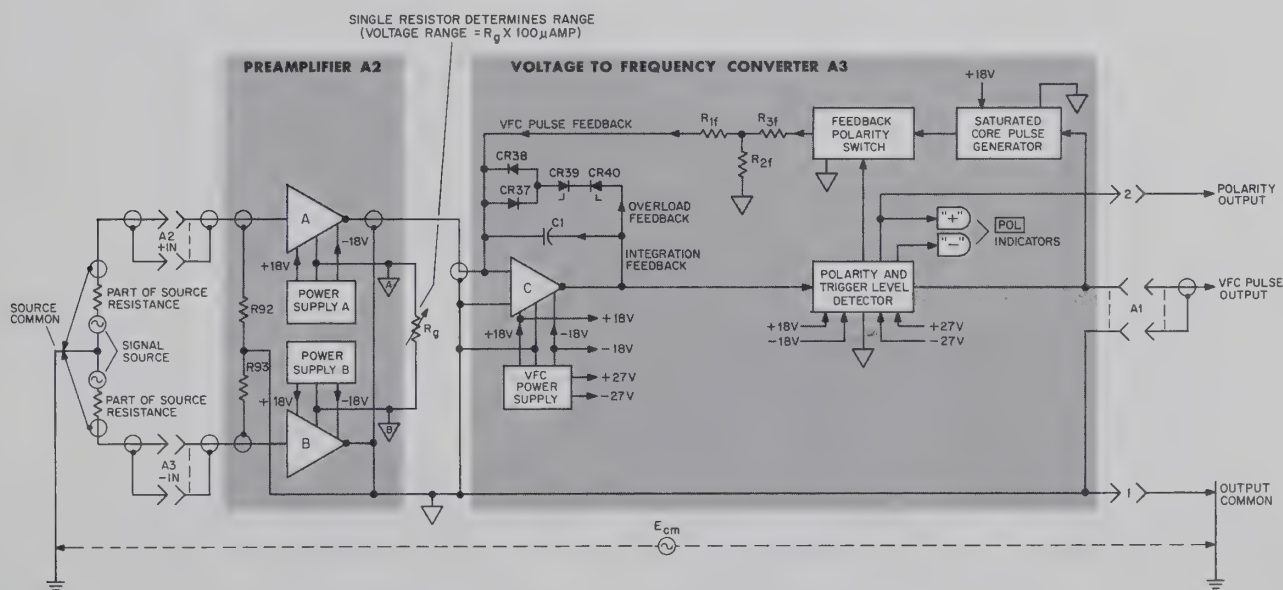 SINGLE RESISTOR DETERMINES RANGE
(VOLTAGE RANGE = Rg X 100µAMP)
PREAMPLIFIER A2
VOLTAGE TO FREQUENCY CONVERTER A3
+18V
VFC PULSE FEEDBACK
R1f
R3f
R2f
FEEDBACK
POLARITY
SWITCH
SATURATED
CORE PULSE
GENERATOR
CR38
CR39
CR40
CR37
OVERLOAD
FEEDBACK
C1
INTEGRATION
FEEDBACK
2
POLARITY
OUTPUT
"+"
"−"
POL
INDICATORS
A2
+IN
A
+18V
-18V
POWER
SUPPLY A
A
SOURCE
COMMON
PART OF SOURCE
RESISTANCE
SIGNAL
SOURCE
PART OF SOURCE
RESISTANCE
R92
R93
Rg
POWER
SUPPLY B
+18V
-18V
B
B
A3
-IN
C
+18V
-18V
+18V
-18V
VFC
POWER
SUPPLY
+27V
-27V
POLARITY AND
TRIGGER LEVEL
DETECTOR
+18V
-18V
+27V
-27V
A1
VFC PULSE
OUTPUT
1
OUTPUT
COMMON
Ecm